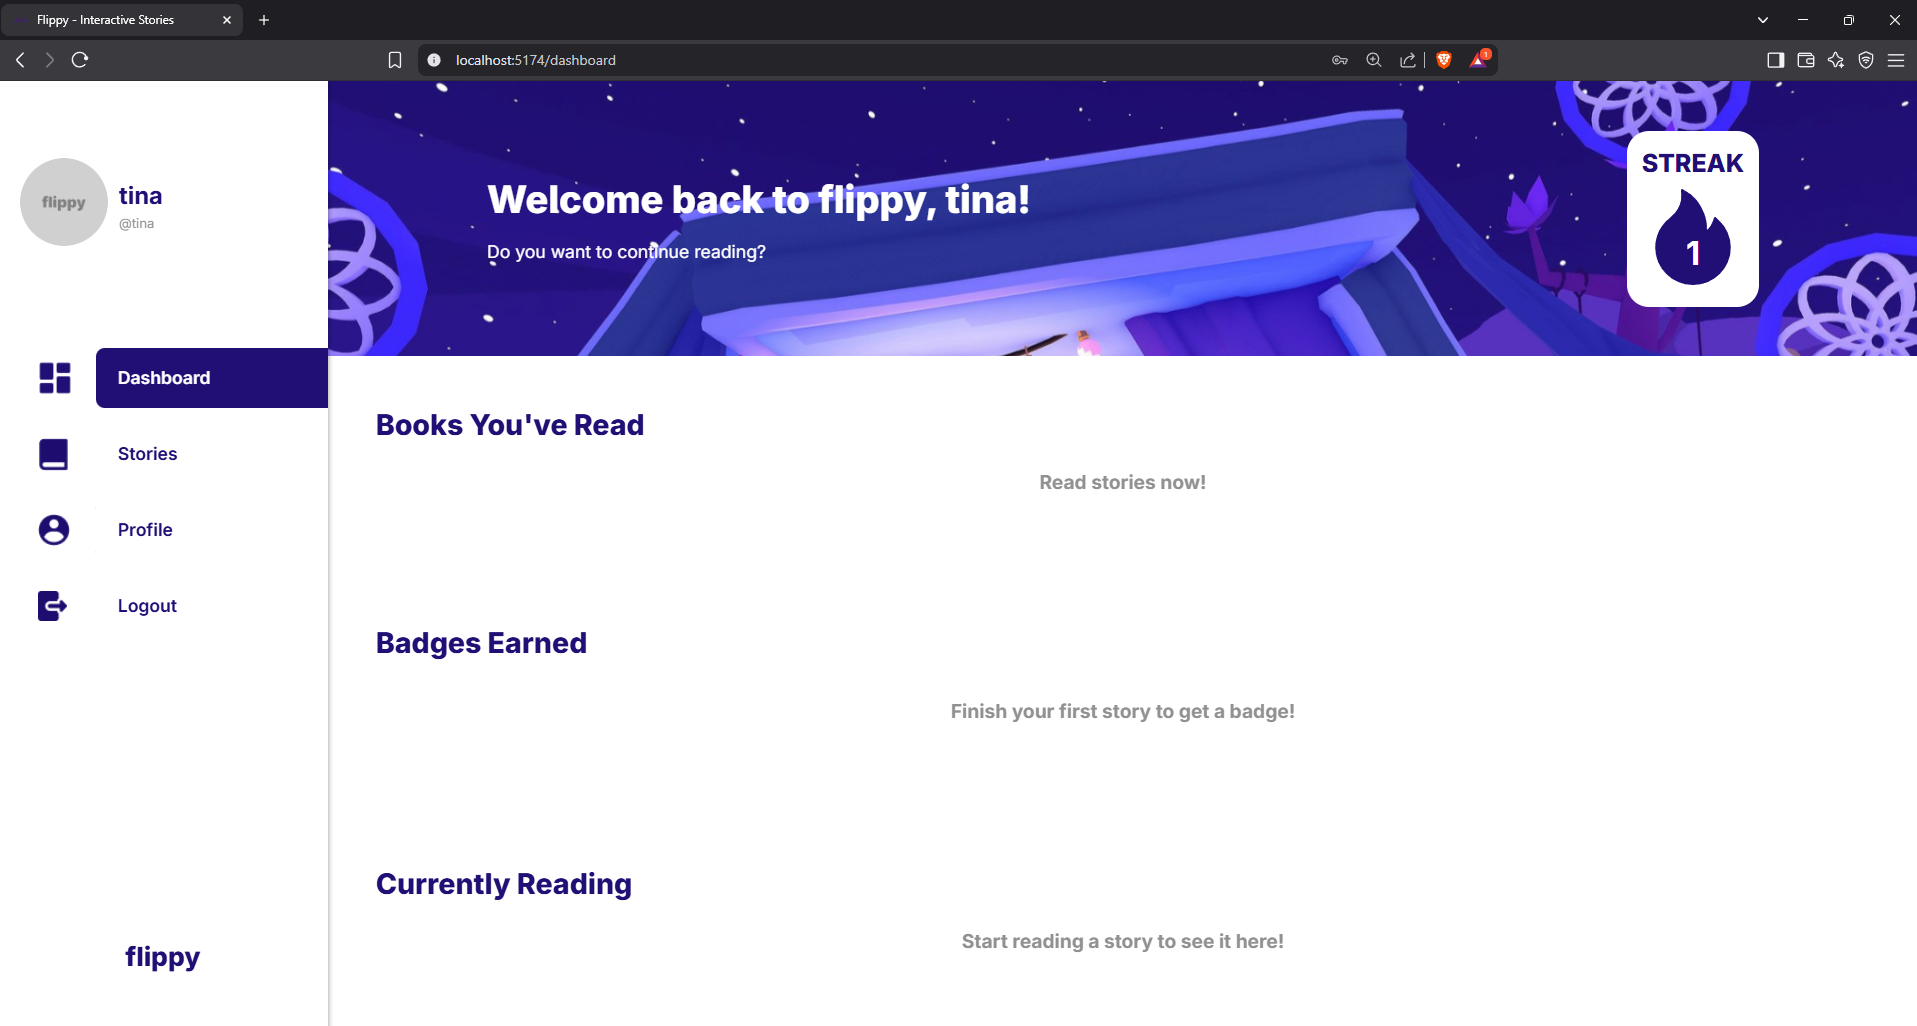 Flippy - Interactive Stories
localhost:5174/dashboard
1
flippy
tina
@tina
Dashboard
Stories
Profile
Logout
flippy
Welcome back to flippy, tina!
Do you want to continue reading?
STREAK
1
Books You've Read
Read stories now!
Badges Earned
Finish your first story to get a badge!
Currently Reading
Start reading a story to see it here!